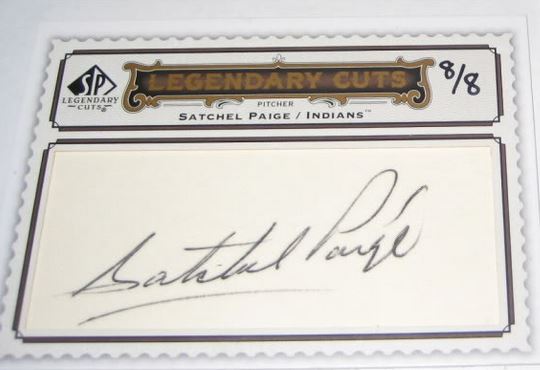 SP
LEGENDARY
CUTS®
LEGENDARY CUTS
8/8
PITCHER
SATCHEL PAIGE / INDIANS™
Satchel Paige